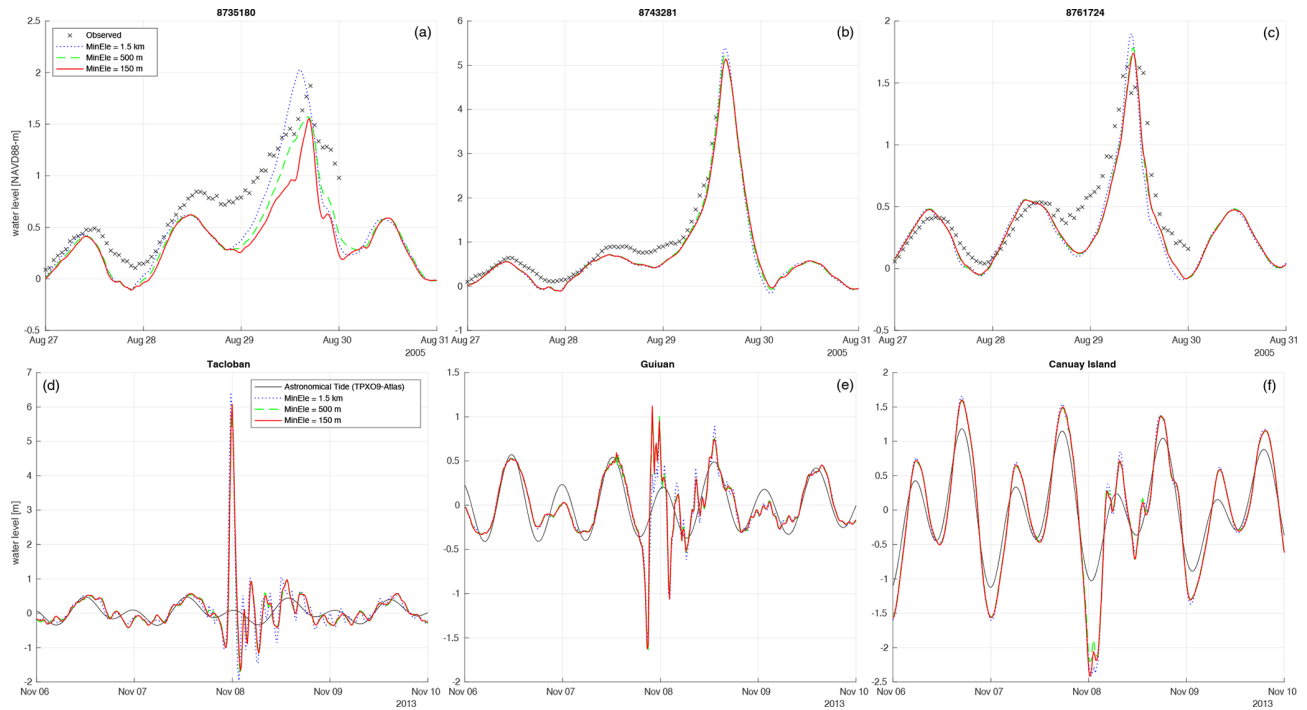 8735180
(a)
2.5
2
1.5
1
0.5
0
-0.5
water level [NAVD88-m]
Observed
MinEle = 1.5 km
MinEle = 500 m
MinEle = 150 m
Aug 27
Aug 28
Aug 29
Aug 30
Aug 31
2005
8743281
(b)
6
5
4
3
2
1
0
-1
Aug 27
Aug 28
Aug 29
Aug 30
Aug 31
2005
8761724
(c)
2
1.5
1
0.5
0
-0.5
Aug 27
Aug 28
Aug 29
Aug 30
Aug 31
2005
Tacloban
(d)
7
6
5
4
3
2
1
0
-1
-2
water level [m]
Astronomical Tide (TPXO9-Atlas)
MinEle = 1.5 km
MinEle = 500 m
MinEle = 150 m
Nov 06
Nov 07
Nov 08
Nov 09
Nov 10
2013
Guiuan
(e)
1.5
1
0.5
0
-0.5
-1
-1.5
-2
Nov 06
Nov 07
Nov 08
Nov 09
Nov 10
2013
Canuay Island
(f)
2
1.5
1
0.5
0
-0.5
-1
-1.5
-2
-2.5
Nov 06
Nov 07
Nov 08
Nov 09
Nov 10
2013